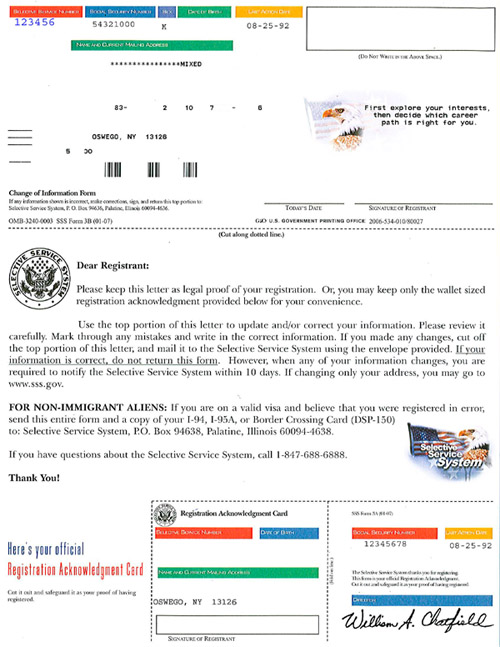 SELECTIVE SERVICE NUMBER SOCIAL SECURITY NUMBER SEX DATE OF BIRTH LAST ACTION DATE
123456 54321000 M 08-25-92
NAME AND CURRENT MAILING ADDRESS
****************MIXED
(Do Not Write in the Above Space.)
83- 2 10 7 - 6
First explore your interests,
then decide which career
path is right for you.
OSWEGO, NY 13126
Change of Information Form
If any information shown is incorrect, make corrections, sign, and return this top portion to:
Selective Service System, P. O. Box 94636, Palatine, Illinois 60094-4636.
TODAY'S DATE SIGNATURE OF REGISTRANT
OMB-3240-0003 SSS Form 3B (01-07) GPO U.S. GOVERNMENT PRINTING OFFICE 2006-534-010/80027
(Cut along dotted line.)
SELECTIVE SERVICE SYSTEM
Dear Registrant:
Please keep this letter as legal proof of your registration. Or, you may keep only the wallet sized
registration acknowledgment provided below for your convenience.
Use the top portion of this letter to update and/or correct your information. Please review it
carefully. Mark through any mistakes and write in the correct information. If you made any changes, cut off
the top portion of this letter, and mail it to the Selective Service System using the envelope provided. If your
information is correct, do not return this form. However, when any of your information changes, you are
required to notify the Selective Service System within 10 days. If changing only your address, you may go to
www.sss.gov.
FOR NON-IMMIGRANT ALIENS: If you are on a valid visa and believe that you were registered in error,
send this entire form and a copy of your I-94, I-95A, or Border Crossing Card (DSP-150)
to: Selective Service System, P.O. Box 94638, Palatine, Illinois 60094-4638.
If you have questions about the Selective Service System, call 1-847-688-6888.
Selective
Service
System
Thank You!
Registration Acknowledgment Card
SSS Form 3A (01-07)
SELECTIVE SERVICE NUMBER DATE OF BIRTH SOCIAL SECURITY NUMBER LAST ACTION DATE
12345678 08-25-92
Here's your official
Registration Acknowledgment Card
Cut it out and safeguard it as your proof of having
registered.
NAME AND CURRENT MAILING ADDRESS
OSWEGO, NY 13126
The Selective Service System thanks you for registering.
This form is your official Registration Acknowledgment.
Cut it out and safeguard it as your proof of having registered.
DIRECTOR
William A. Chatfield
SIGNATURE OF REGISTRANT